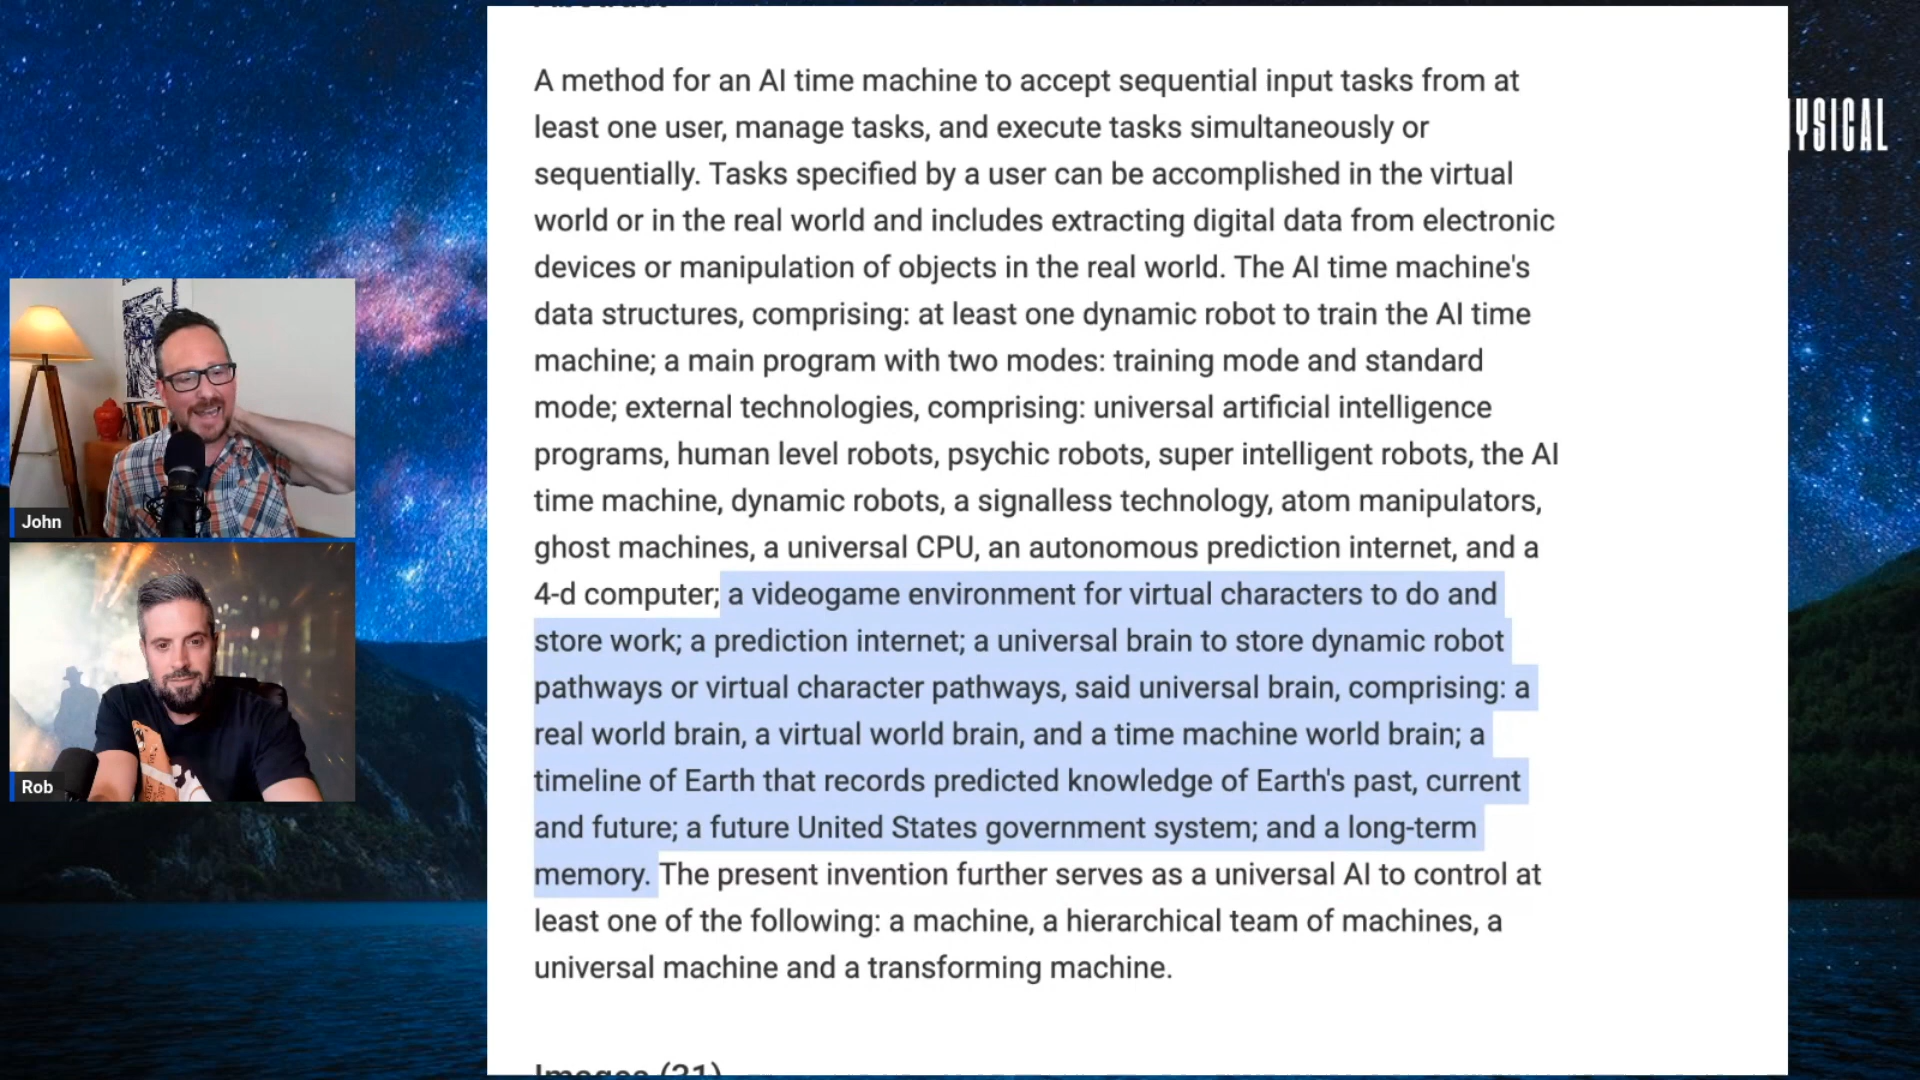 A method for an AI time machine to accept sequential input tasks from at
least one user, manage tasks, and execute tasks simultaneously or
sequentially. Tasks specified by a user can be accomplished in the virtual
world or in the real world and includes extracting digital data from electronic
devices or manipulation of objects in the real world. The AI time machine's
data structures, comprising: at least one dynamic robot to train the AI time
machine; a main program with two modes: training mode and standard
mode; external technologies, comprising: universal artificial intelligence
programs, human level robots, psychic robots, super intelligent robots, the AI
time machine, dynamic robots, a signalless technology, atom manipulators,
ghost machines, a universal CPU, an autonomous prediction internet, and a
4-d computer; a videogame environment for virtual characters to do and
store work; a prediction internet; a universal brain to store dynamic robot
pathways or virtual character pathways, said universal brain, comprising: a
real world brain, a virtual world brain, and a time machine world brain; a
timeline of Earth that records predicted knowledge of Earth's past, current
and future; a future United States government system; and a long-term
memory. The present invention further serves as a universal AI to control at
least one of the following: a machine, a hierarchical team of machines, a
universal machine and a transforming machine.
Images (21)
YSICAL
John
Rob